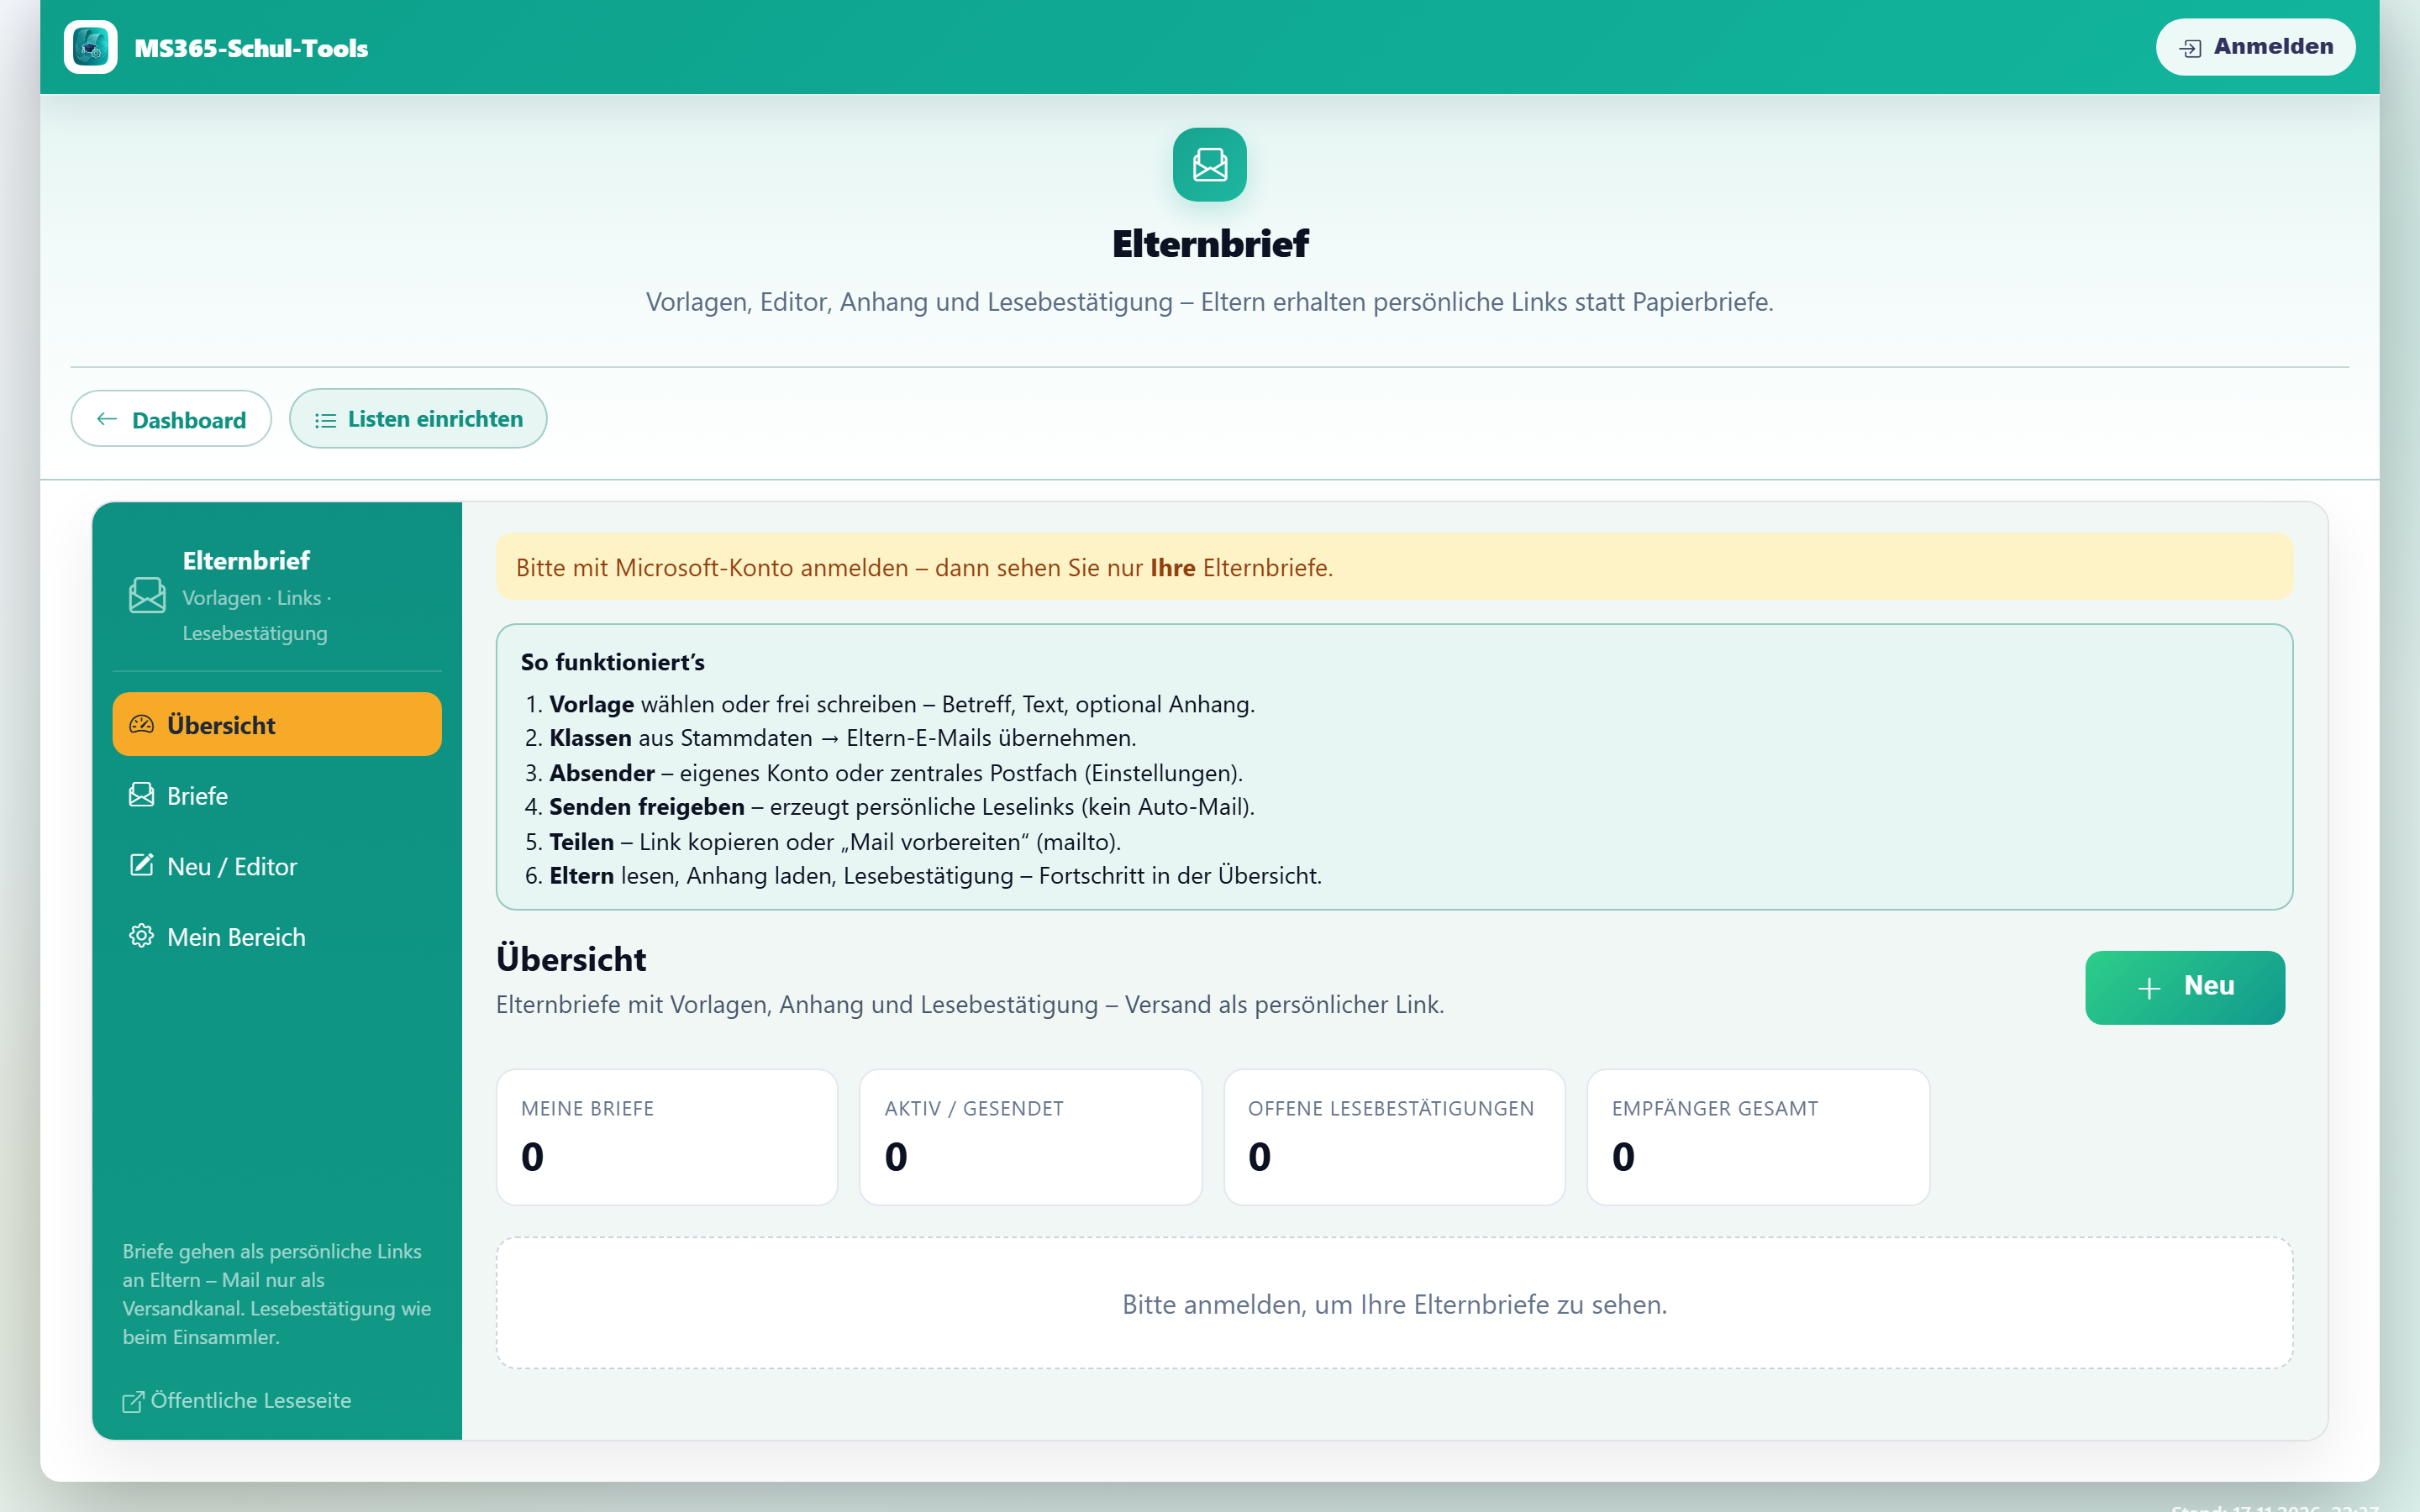 MS365-Schul-Tools
Anmelden
Elternbrief
Vorlagen, Editor, Anhang und Lesebestätigung – Eltern erhalten persönliche Links statt Papierbriefe.
Dashboard
Listen einrichten
Elternbrief
Vorlagen · Links ·
Lesebestätigung
Übersicht
Briefe
Neu / Editor
Mein Bereich
Briefe gehen als persönliche Links
an Eltern – Mail nur als
Versandkanal. Lesebestätigung wie
beim Einsammler.
Öffentliche Leseseite
Bitte mit Microsoft-Konto anmelden – dann sehen Sie nur Ihre Elternbriefe.
So funktioniert’s
1. Vorlage wählen oder frei schreiben – Betreff, Text, optional Anhang.
2. Klassen aus Stammdaten → Eltern-E-Mails übernehmen.
3. Absender – eigenes Konto oder zentrales Postfach (Einstellungen).
4. Senden freigeben – erzeugt persönliche Leselinks (kein Auto-Mail).
5. Teilen – Link kopieren oder „Mail vorbereiten“ (mailto).
6. Eltern lesen, Anhang laden, Lesebestätigung – Fortschritt in der Übersicht.
Übersicht
Elternbriefe mit Vorlagen, Anhang und Lesebestätigung – Versand als persönlicher Link.
Neu
MEINE BRIEFE
0
AKTIV / GESENDET
0
OFFENE LESEBESTÄTIGUNGEN
0
EMPFÄNGER GESAMT
0
Bitte anmelden, um Ihre Elternbriefe zu sehen.